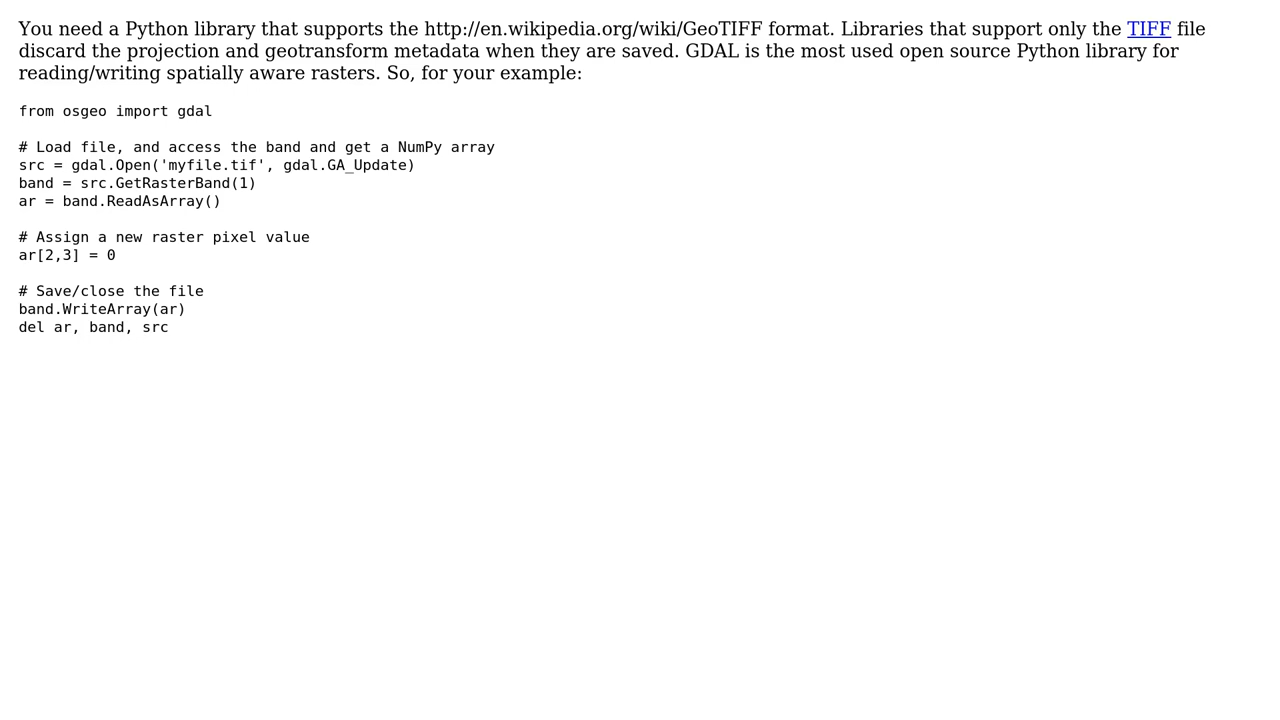 You need a Python library that supports the http://en.wikipedia.org/wiki/GeoTIFF format. Libraries that support only the TIFF file
discard the projection and geotransform metadata when they are saved. GDAL is the most used open source Python library for
reading/writing spatially aware rasters. So, for your example:
from osgeo import gdal
# Load file, and access the band and get a NumPy array
src = gdal.Open('myfile.tif', gdal.GA_Update)
band = src.GetRasterBand(1)
ar = band.ReadAsArray()
# Assign a new raster pixel value
ar[2,3] = 0
# Save/close the file
band.WriteArray(ar)
del ar, band, src